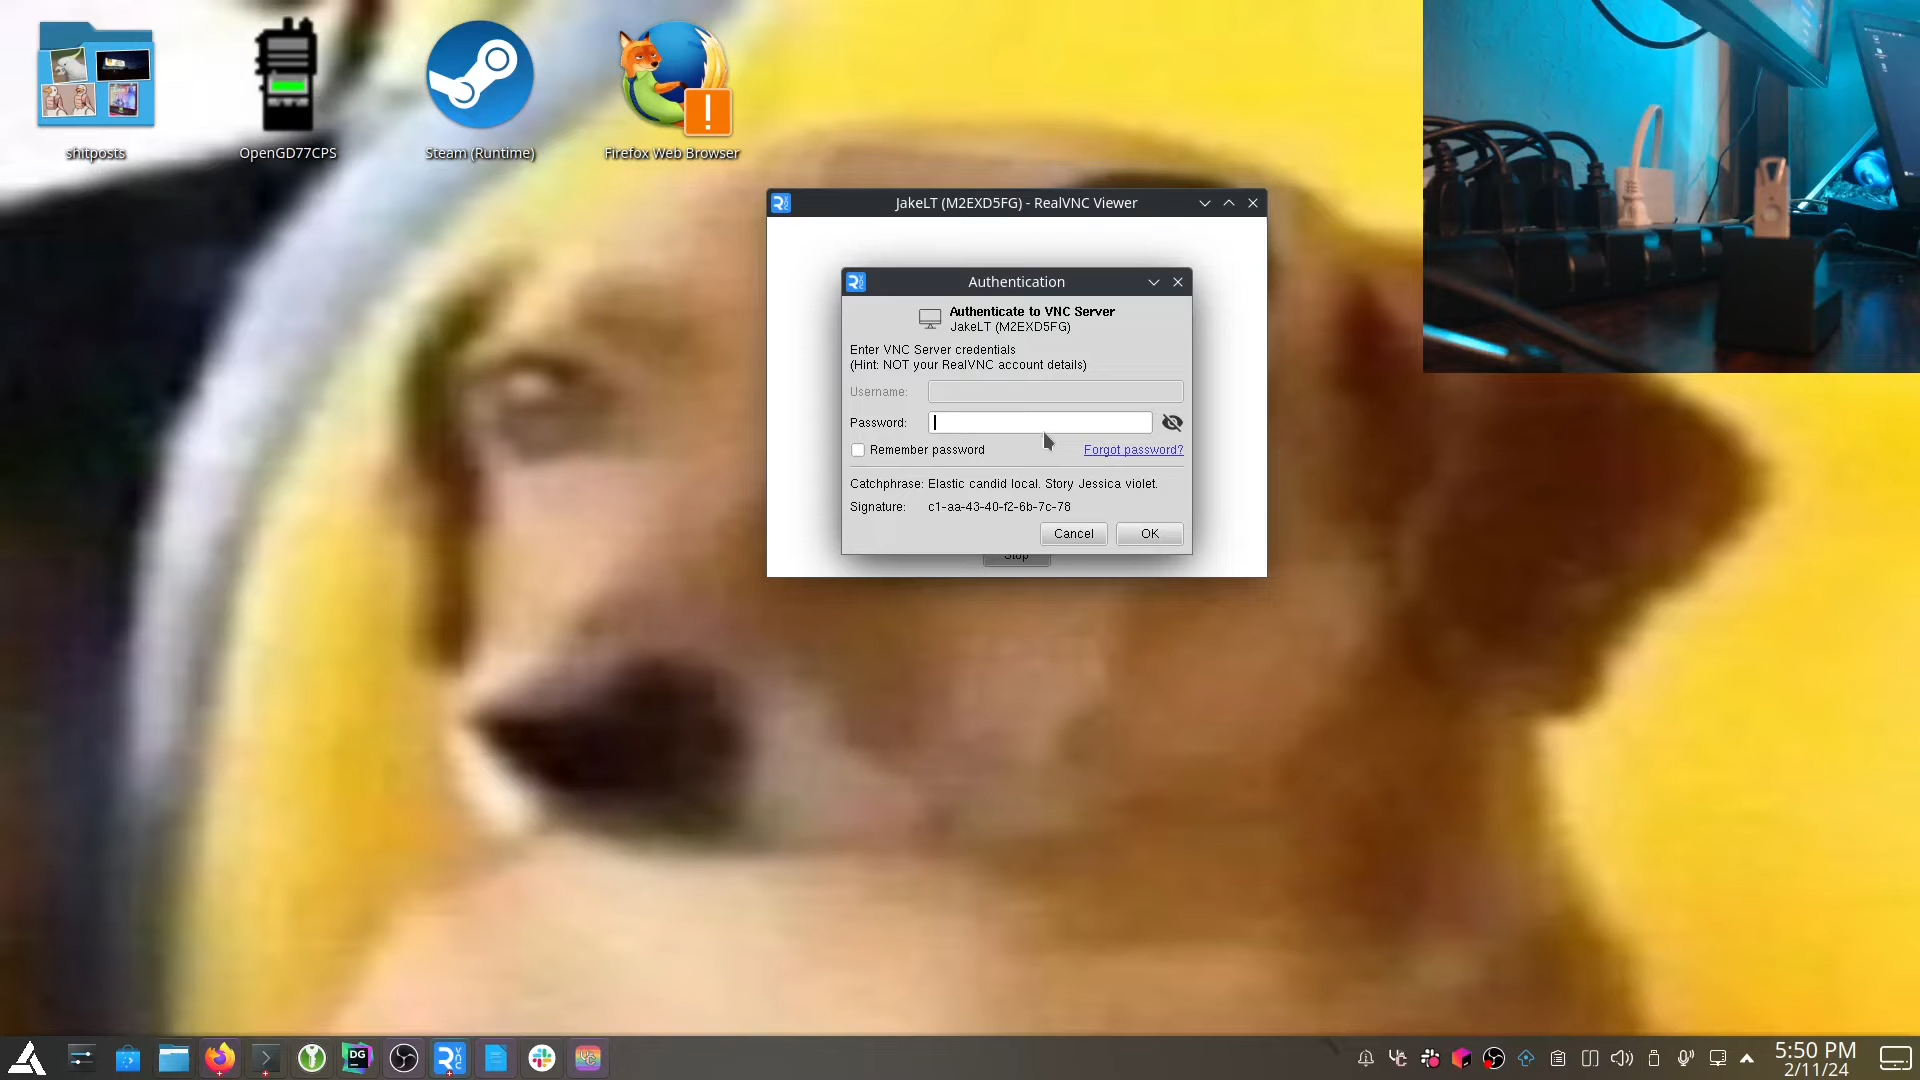 shitposts
OpenGD77CPS
Steam (Runtime)
Firefox Web Browser
JakeLT (M2EXD5FG) - RealVNC Viewer
Authentication
Authenticate to VNC Server
JakeLT (M2EXD5FG)
Enter VNC Server credentials
(Hint: NOT your RealVNC account details)
Username:
Password:
Remember password
Forgot password?
Catchphrase: Elastic candid local. Story Jessica violet.
Signature: c1-aa-43-40-f2-6b-7c-78
Cancel
OK
Stop
DG
5:50 PM
2/11/24